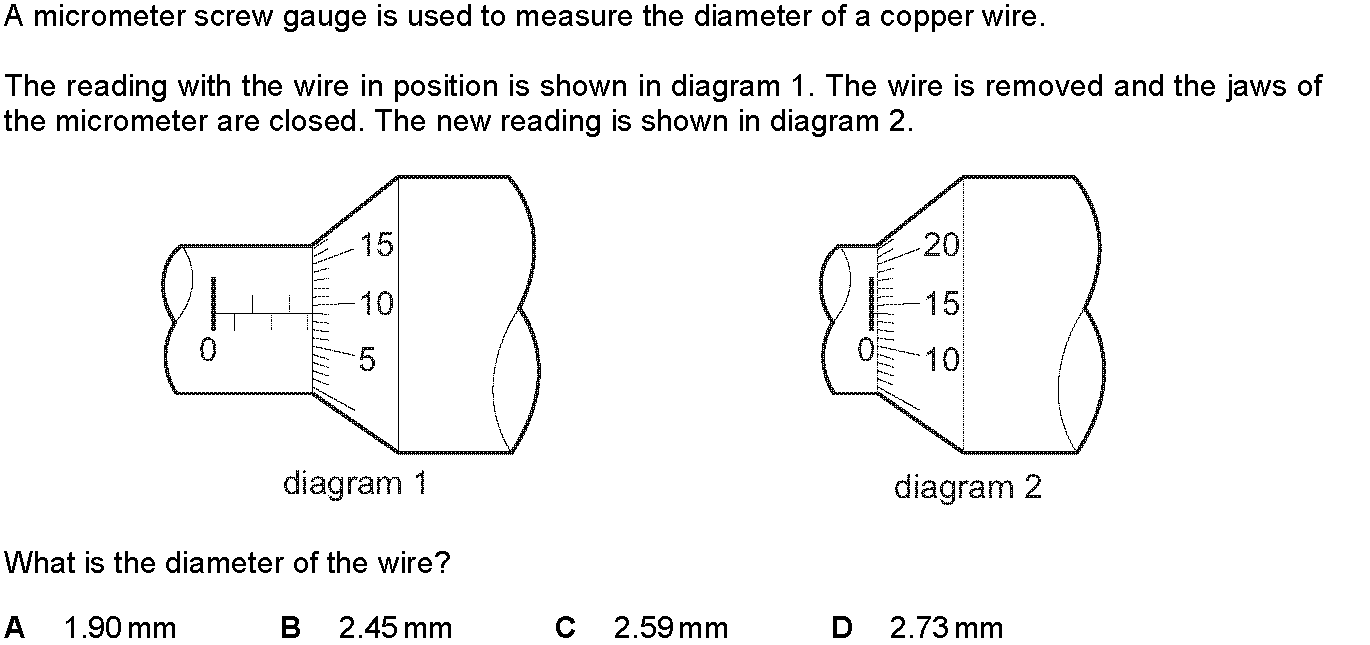 A micrometer screw gauge is used to measure the diameter of a copper wire.
The reading with the wire in position is shown in diagram 1. The wire is removed and the jaws of
the micrometer are closed. The new reading is shown in diagram 2.
15
10
5
0
diagram 1
20
15
10
0
diagram 2
What is the diameter of the wire?
A 1.90 mm B 2.45 mm C 2.59 mm D 2.73 mm